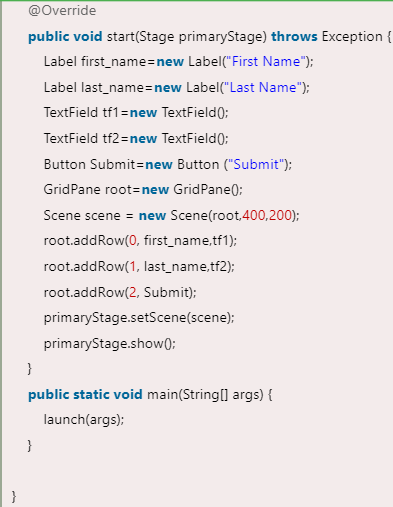 @Override
public void start(Stage primaryStage) throws Exception {
Label first_name=new Label("First Name");
Label last_name=new Label("Last Name");
TextField tf1=new TextField();
TextField tf2=new TextField();
Button Submit=new Button ("Submit");
GridPane root=new GridPane();
Scene scene = new Scene(root,400,200);
root.addRow(0, first_name,tf1);
root.addRow(1, last_name,tf2);
root.addRow(2, Submit);
primaryStage.setScene(scene);
primaryStage.show();
}
public static void main(String[] args) {
launch(args);
}
}